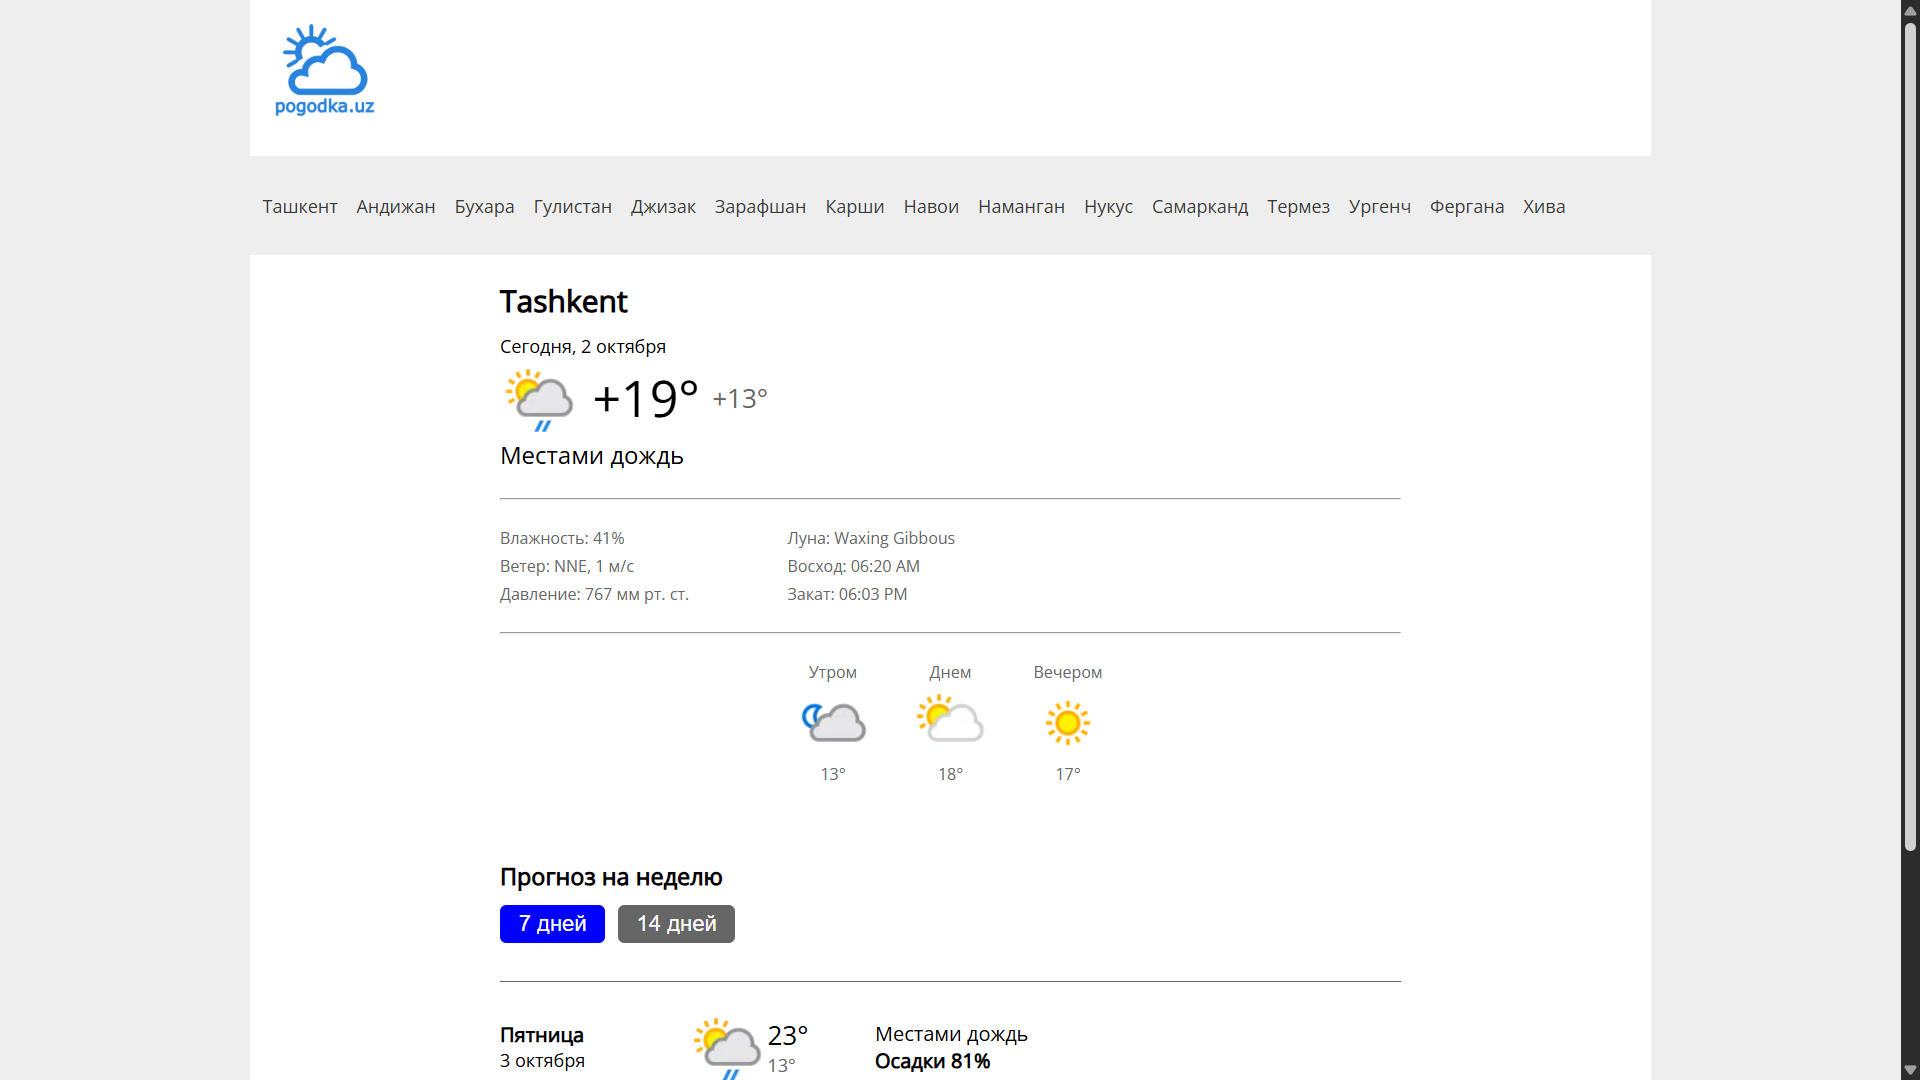 pogodka.uz
Ташкент Андижан Бухара Гулистан Джизак Зарафшан Карши Навои Наманган Нукус Самарканд Термез Ургенч Фергана Хива
Tashkent
Сегодня, 2 октября
+19° +13°
Местами дождь
Влажность: 41%
Ветер: NNE, 1 м/с
Давление: 767 мм рт. ст.
Луна: Waxing Gibbous
Восход: 06:20 AM
Закат: 06:03 PM
Утром Днем Вечером
13° 18° 17°
Прогноз на неделю
7 дней 14 дней
Пятница
3 октября
23°
13°
Местами дождь
Осадки 81%